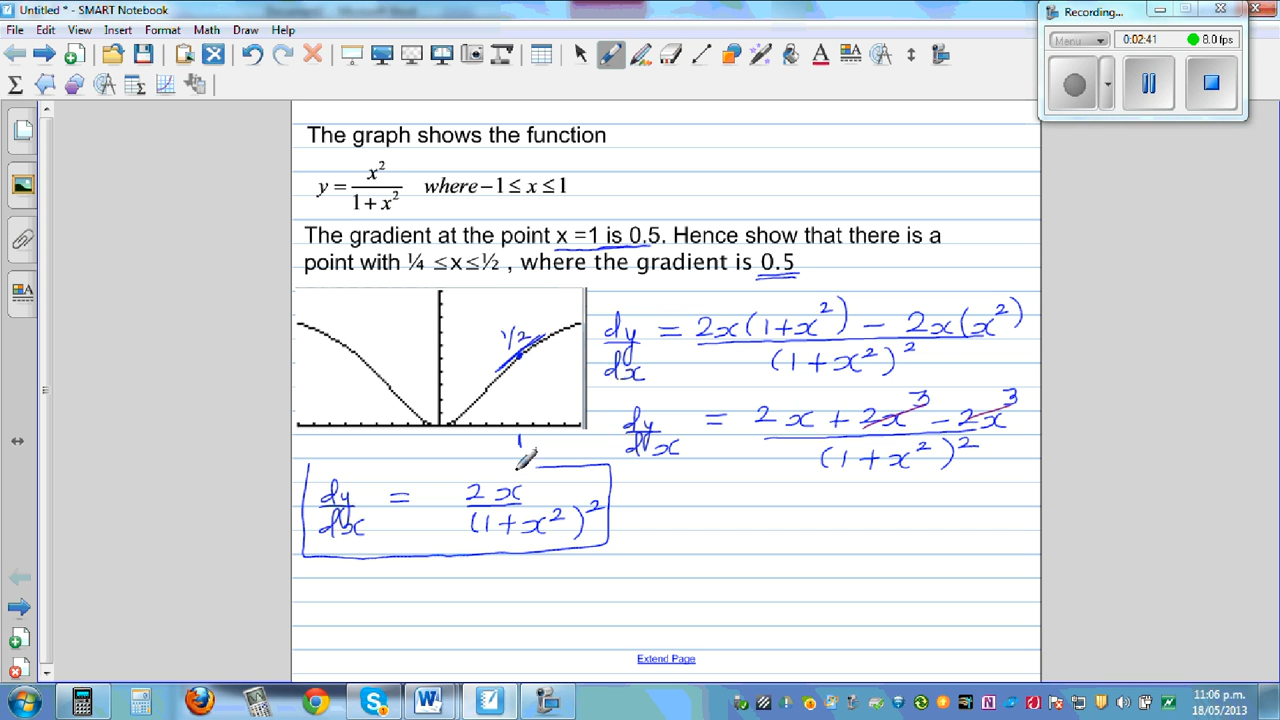 Untitled * - SMART Notebook
File Edit View Insert Format Math Draw Help
Recording...
Menu 0:02:41 8.0 fps
The graph shows the function
y = x² / 1 + x² where −1 ≤ x ≤ 1
The gradient at the point x =1 is 0.5. Hence show that there is a
point with ¼ ≤x≤½ , where the gradient is 0.5
1/2
1
dy/dx = 2x(1+x²) − 2x(x²) / (1+x²)²
dy/dx = 2x + 2x³ − 2x³ / (1+x²)²
dy/dx = 2x / (1+x²)²
Extend Page
11:06 p.m.
18/05/2013